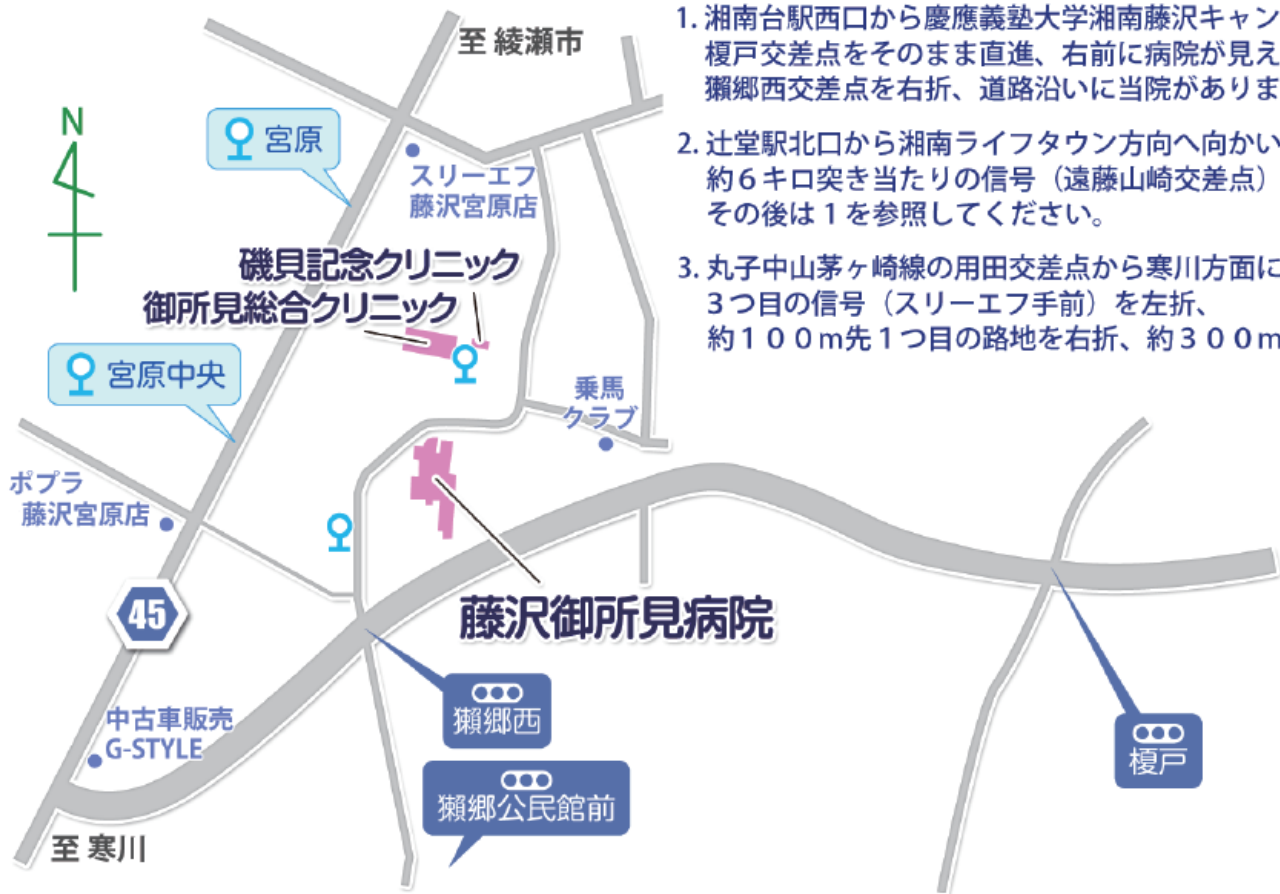 至 綾瀬市
N
宮原
スリーエフ
藤沢宮原店
磯貝記念クリニック
御所見総合クリニック
宮原中央
乗馬
クラブ
ポプラ
藤沢宮原店
45
藤沢御所見病院
中古車販売
G-STYLE
獺郷西
榎戸
獺郷公民館前
至 寒川
1. 湘南台駅西口から慶應義塾大学湘南藤沢キャン
榎戸交差点をそのまま直進、右前に病院が見え
獺郷西交差点を右折、道路沿いに当院がありま
2. 辻堂駅北口から湘南ライフタウン方向へ向かい
約6キロ突き当たりの信号（遠藤山崎交差点）
その後は1を参照してください。
3. 丸子中山茅ヶ崎線の用田交差点から寒川方面に
3つ目の信号（スリーエフ手前）を左折、
約100m先1つ目の路地を右折、約300m